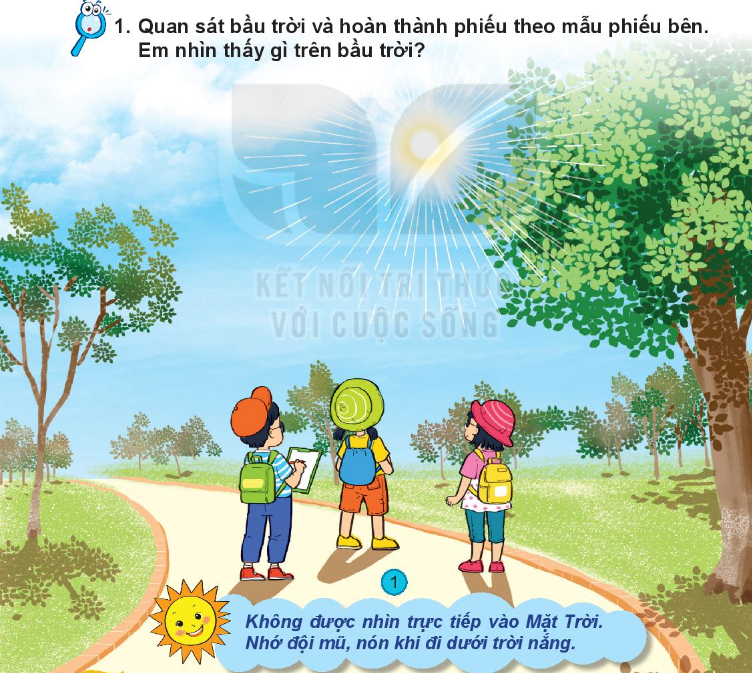 1. Quan sát bầu trời và hoàn thành phiếu theo mẫu phiếu bên.
Em nhìn thấy gì trên bầu trời?
KẾT NỐI TRI THỨC
VỚI CUỘC SỐNG
1
Không được nhìn trực tiếp vào Mặt Trời.
Nhớ đội mũ, nón khi đi dưới trời nắng.